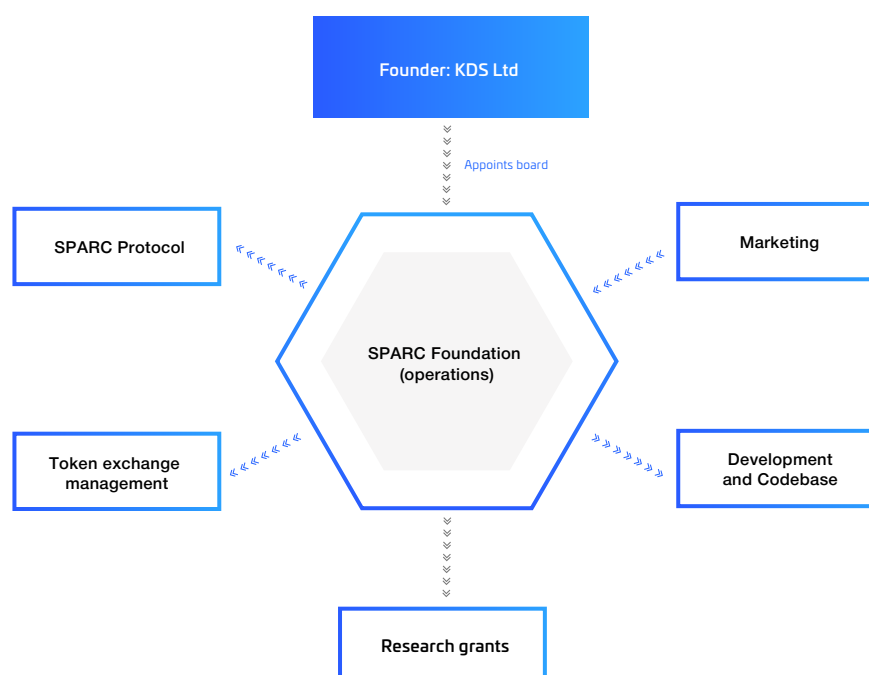 Founder: KDS Ltd
Appoints board
SPARC Protocol
Marketing
SPARC Foundation
(operations)
Token exchange
management
Development
and Codebase
Research grants